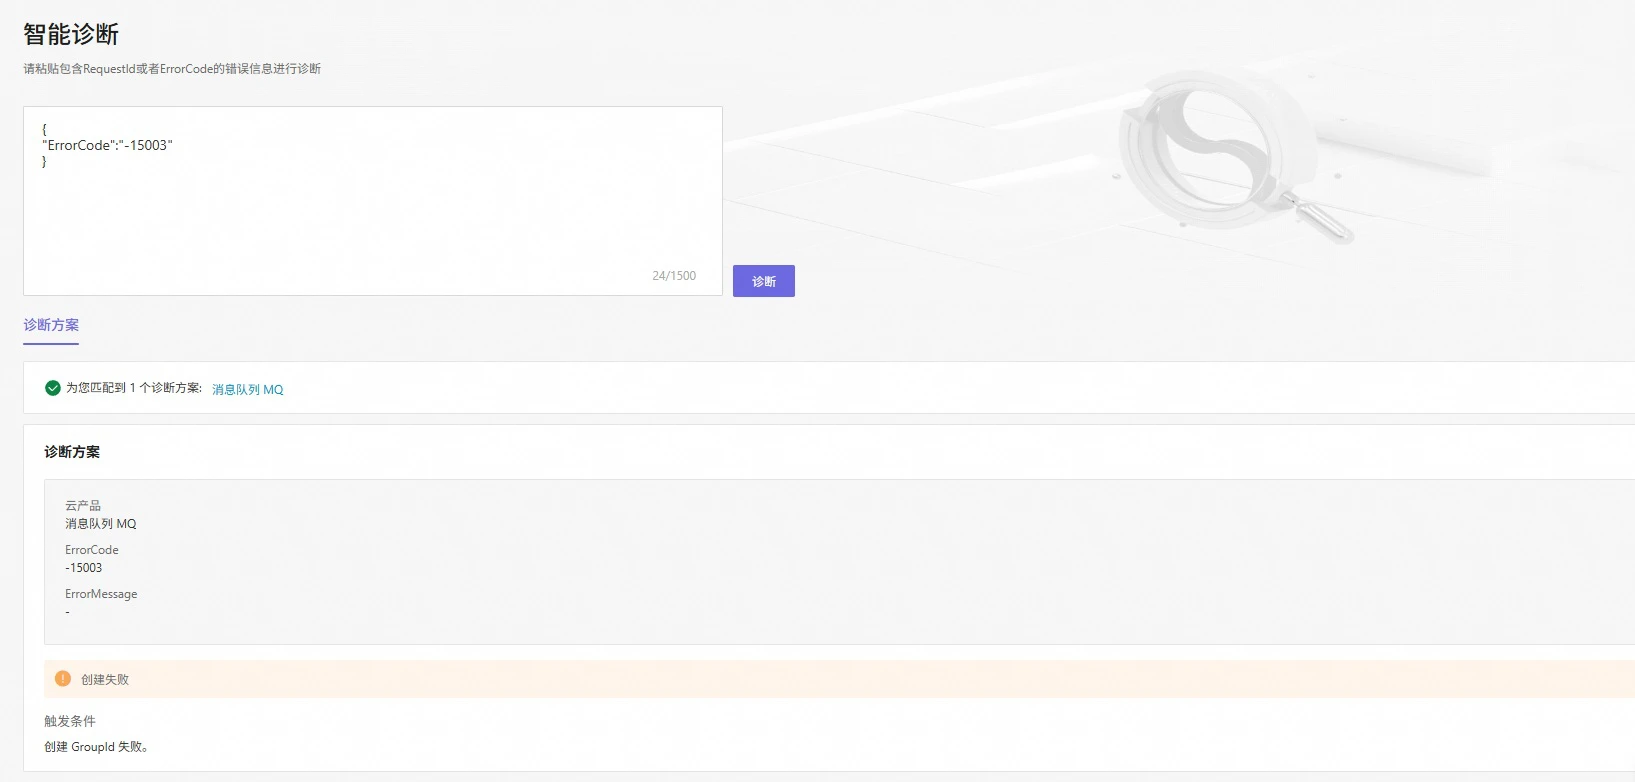 智能诊断
请粘贴包含RequestId或者ErrorCode的错误信息进行诊断
{
"ErrorCode":"-15003"
}
24/1500
诊断
诊断方案
为您匹配到 1 个诊断方案: 消息队列 MQ
诊断方案
云产品
消息队列 MQ
ErrorCode
-15003
ErrorMessage
-
创建失败
触发条件
创建 GroupId 失败。